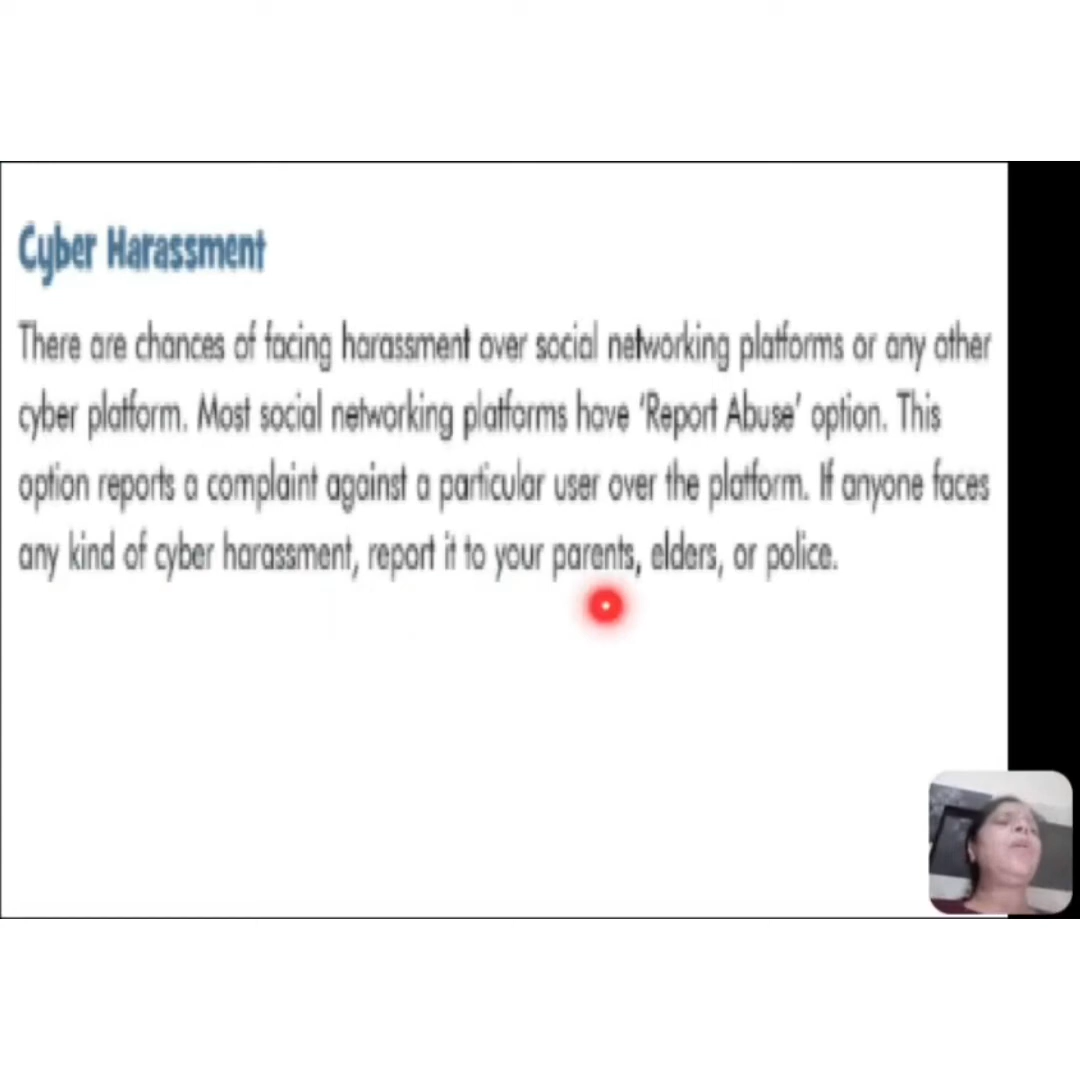 Cyber Harassment
There are chances of facing harassment over social networking platforms or any other
cyber platform. Most social networking platforms have ‘Report Abuse’ option. This
option reports a complaint against a particular user over the platform. If anyone faces
any kind of cyber harassment, report it to your parents, elders, or police.